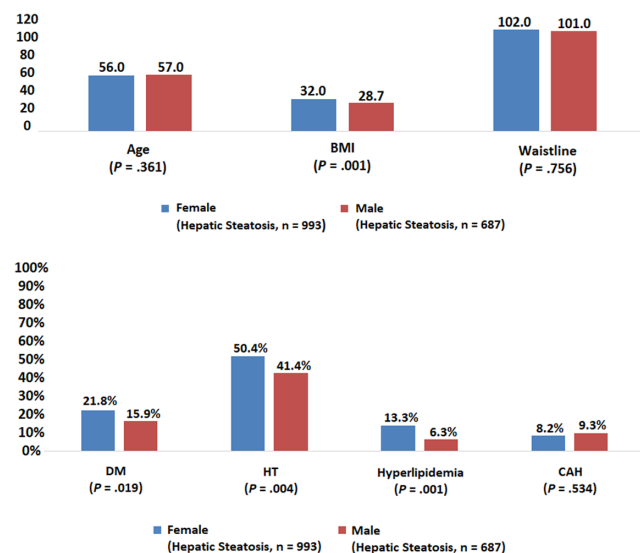 120
100
80
60
40
20
0
56.0 57.0
32.0 28.7
102.0 101.0
Age
(P = .361)
BMI
(P = .001)
Waistline
(P = .756)
Female
(Hepatic Steatosis, n = 993)
Male
(Hepatic Steatosis, n = 687)
100%
90%
80%
70%
60%
50%
40%
30%
20%
10%
0%
21.8% 15.9%
50.4% 41.4%
13.3% 6.3%
8.2% 9.3%
DM
(P = .019)
HT
(P = .004)
Hyperlipidemia
(P = .001)
CAH
(P = .534)
Female
(Hepatic Steatosis, n = 993)
Male
(Hepatic Steatosis, n = 687)